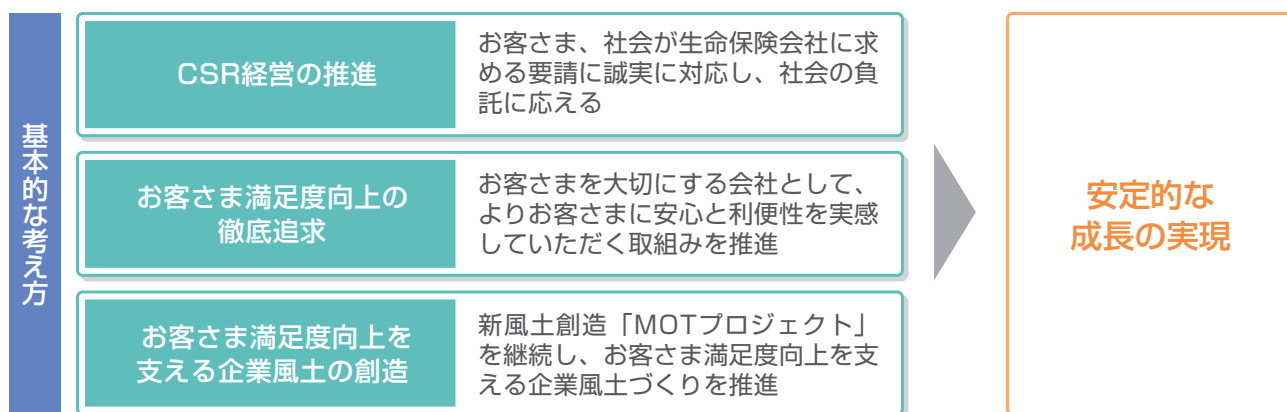 基本的な考え方
CSR経営の推進
お客さま、社会が生命保険会社に求
める要請に誠実に対応し、社会の負
託に応える
お客さま満足度向上の
徹底追求
お客さまを大切にする会社として、
よりお客さまに安心と利便性を実感
していただく取組みを推進
お客さま満足度向上を
支える企業風土の創造
新風土創造「MOTプロジェクト」
を継続し、お客さま満足度向上を支
える企業風土づくりを推進
安定的な
成長の実現